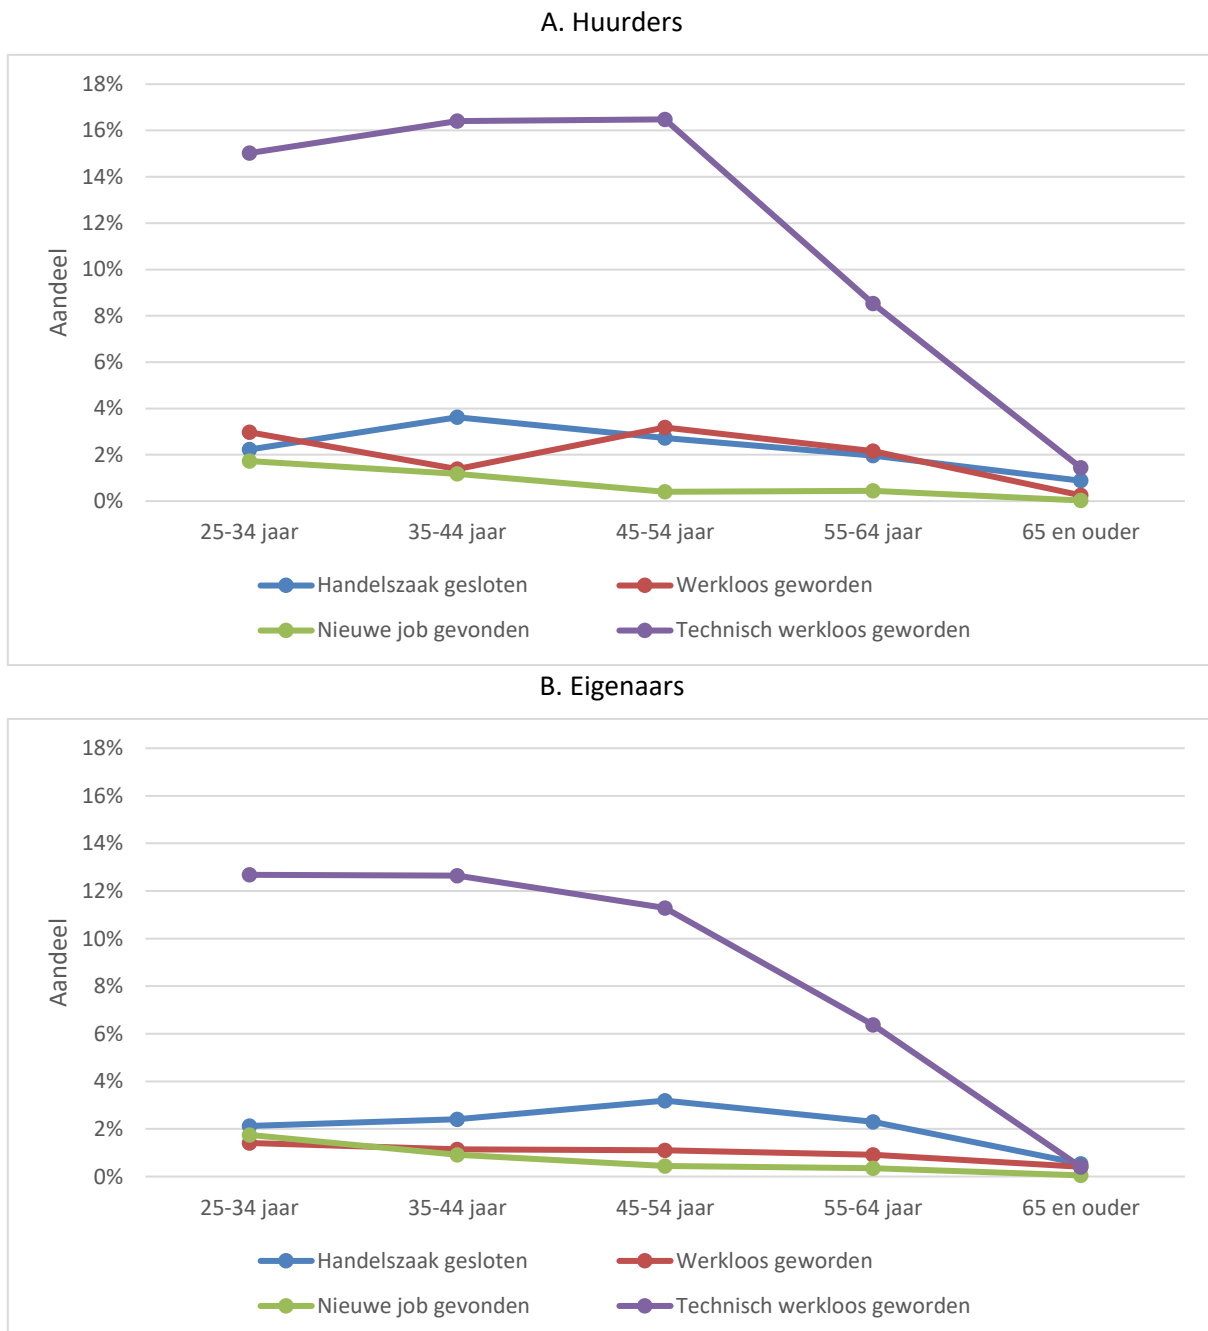 A. Huurders
18%
16%
14%
12%
10%
8%
6%
4%
2%
0%
Aandeel
25-34 jaar 35-44 jaar 45-54 jaar 55-64 jaar 65 en ouder
Handelszaak gesloten Werkloos geworden
Nieuwe job gevonden Technisch werkloos geworden
B. Eigenaars
18%
16%
14%
12%
10%
8%
6%
4%
2%
0%
Aandeel
25-34 jaar 35-44 jaar 45-54 jaar 55-64 jaar 65 en ouder
Handelszaak gesloten Werkloos geworden
Nieuwe job gevonden Technisch werkloos geworden